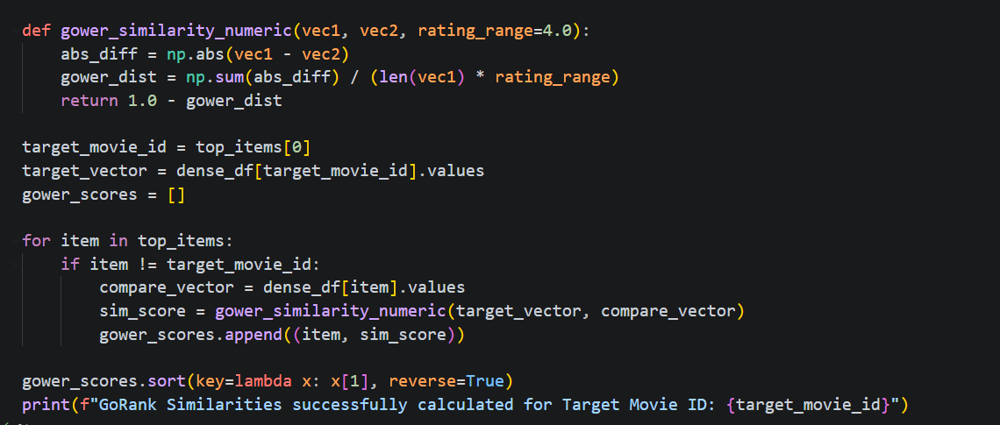 def gower_similarity_numeric(vec1, vec2, rating_range=4.0):
    abs_diff = np.abs(vec1 - vec2)
    gower_dist = np.sum(abs_diff) / (len(vec1) * rating_range)
    return 1.0 - gower_dist

target_movie_id = top_items[0]
target_vector = dense_df[target_movie_id].values
gower_scores = []

for item in top_items:
    if item != target_movie_id:
        compare_vector = dense_df[item].values
        sim_score = gower_similarity_numeric(target_vector, compare_vector)
        gower_scores.append((item, sim_score))

gower_scores.sort(key=lambda x: x[1], reverse=True)
print(f"GoRank Similarities successfully calculated for Target Movie ID: {target_movie_id}")